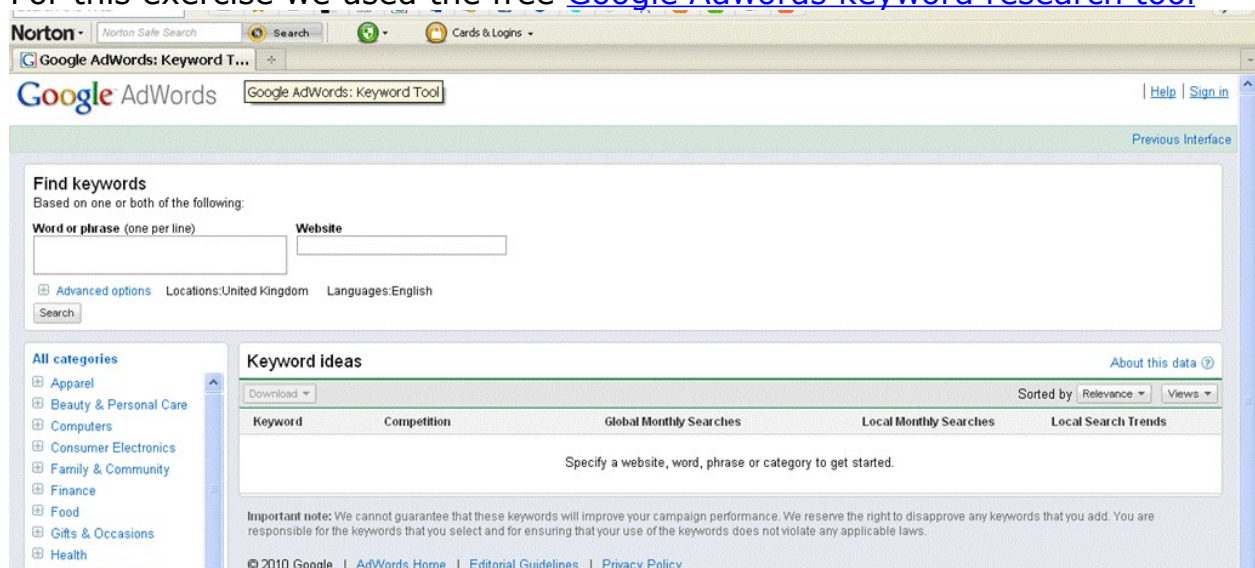 For this exercise we used the free Google Adwords keyword research tool
Norton - Norton Safe Search Search Cards & Logins
Google AdWords: Keyword T...
Google AdWords Google AdWords: Keyword Tool | Help | Sign in
Previous Interface
Find keywords
Based on one or both of the following:
Word or phrase (one per line) Website
Advanced options Locations:United Kingdom Languages:English
Search
All categories
Apparel
Beauty & Personal Care
Computers
Consumer Electronics
Family & Community
Finance
Food
Gifts & Occasions
Health
Keyword ideas About this data ?
Download Sorted by Relevance Views
Keyword Competition Global Monthly Searches Local Monthly Searches Local Search Trends
Specify a website, word, phrase or category to get started.
Important note: We cannot guarantee that these keywords will improve your campaign performance. We reserve the right to disapprove any keywords that you add. You are
responsible for the keywords that you select and for ensuring that your use of the keywords does not violate any applicable laws.
© 2010 Google | AdWords Home | Editorial Guidelines | Privacy Policy